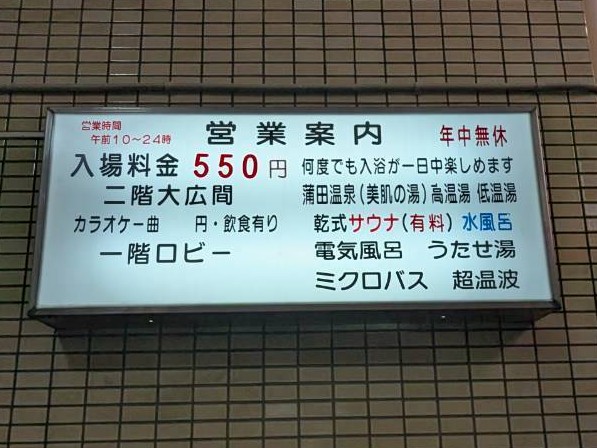 営業時間
午前10〜24時
営業案内
年中無休
入場料金 550円
二階大広間
カラオケ一曲 円・飲食有り
一階ロビー
何度でも入浴が一日中楽しめます
蒲田温泉(美肌の湯)高温湯 低温湯
乾式サウナ(有料) 水風呂
電気風呂 うたせ湯
ミクロバス 超温波